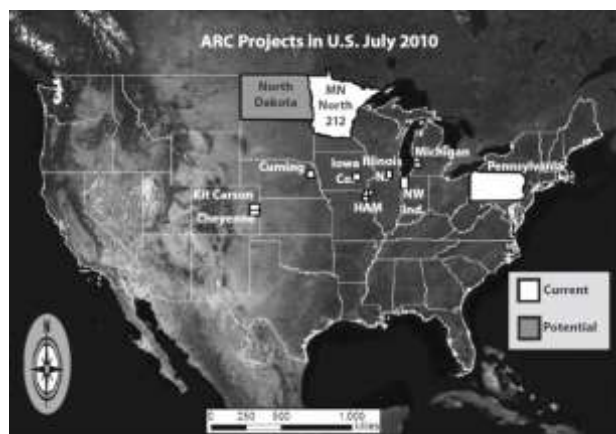 ARC Projects in U.S. July 2010
North
Dakota
MN
North
212
Michigan
Pennsylvania
Iowa
Co.
Illinois
N.
Cuming
Kit Carson
Cheyenne
HAM
NW
Ind.
Current
Potential
N
0 250 500 1,000
Miles